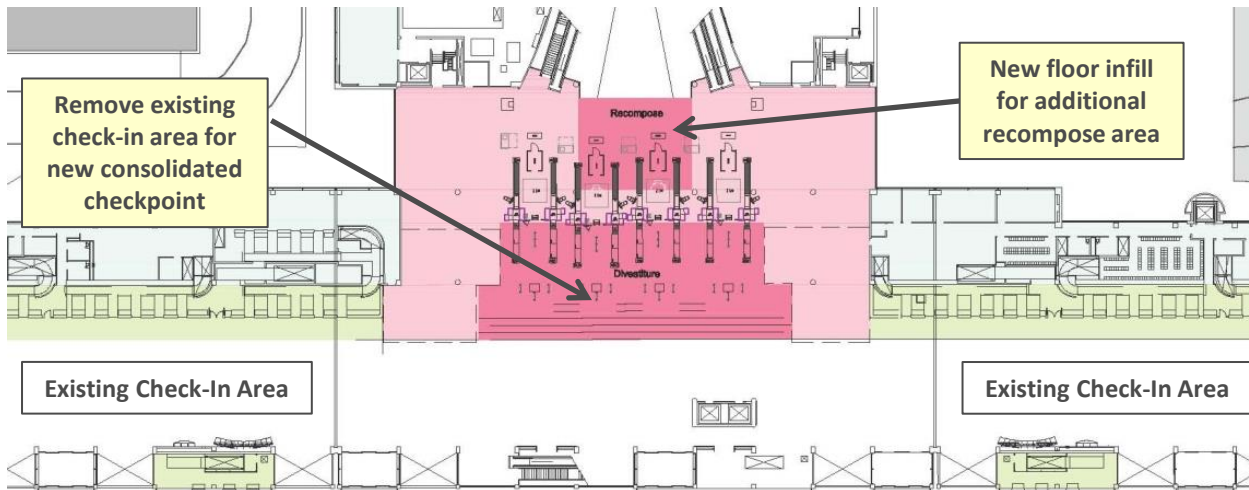 Remove existing
check-in area for
new consolidated
checkpoint
New floor infill
for additional
recompose area
Recompose
Divestiture
Existing Check-In Area
Existing Check-In Area